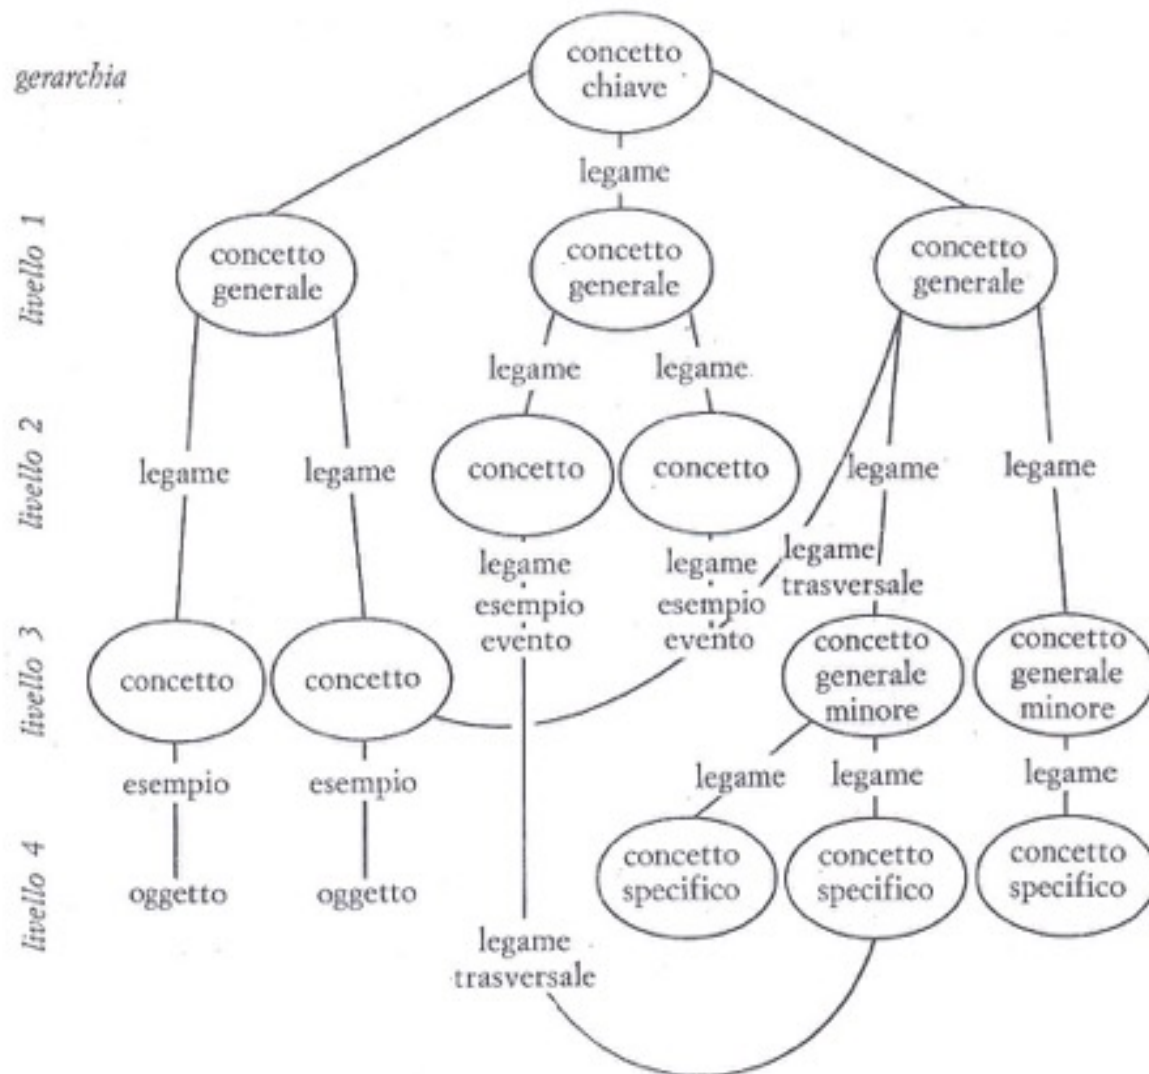 concetto
chiave
gerarchia
legame
livello 1
concetto
generale
concetto
generale
concetto
generale
legame
legame
livello 2
legame
legame
concetto
concetto
legame
legame
legame
esempio
evento
legame
esempio
evento
legame
trasversale
livello 3
concetto
concetto
concetto
generale
minore
concetto
generale
minore
esempio
esempio
legame
legame
legame
livello 4
oggetto
oggetto
concetto
specifico
concetto
specifico
concetto
specifico
legame
trasversale